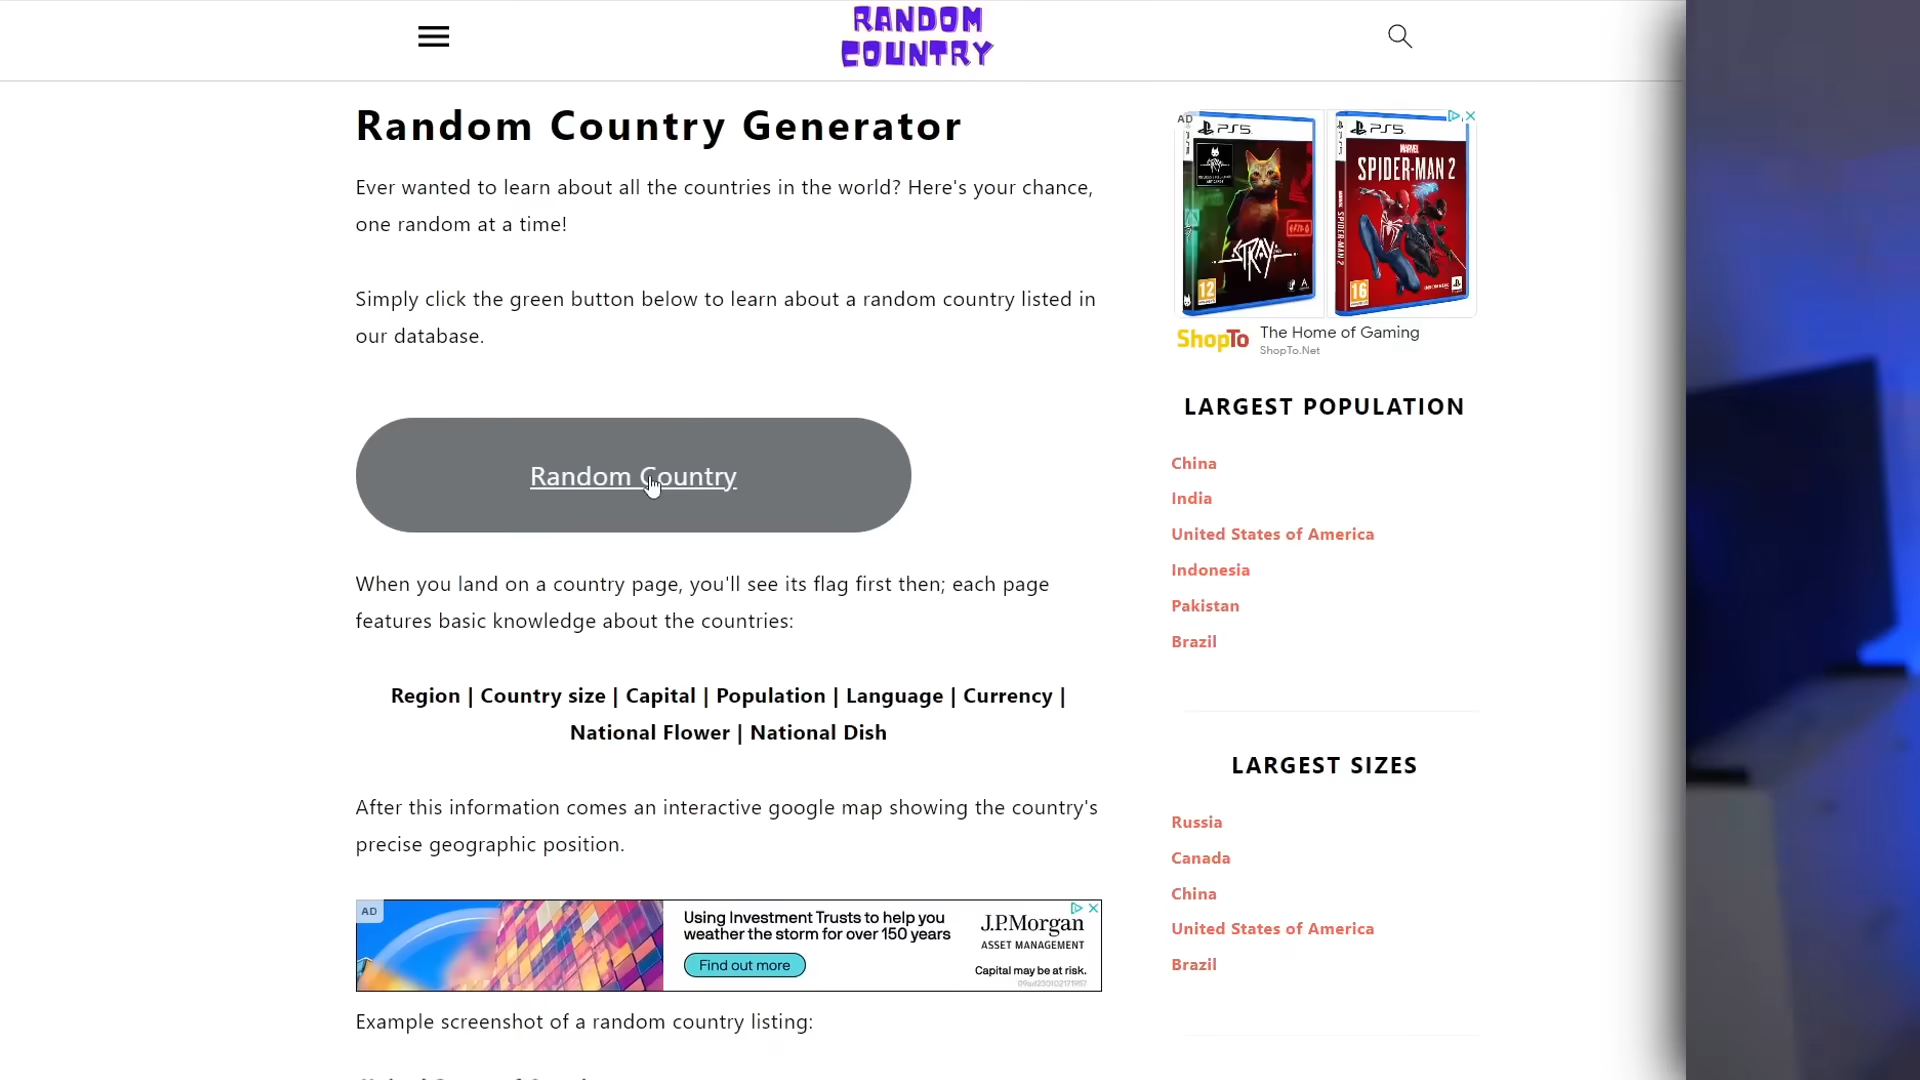 RANDOM
COUNTRY
Random Country Generator
Ever wanted to learn about all the countries in the world? Here's your chance,
one random at a time!
Simply click the green button below to learn about a random country listed in
our database.
Random Country
When you land on a country page, you'll see its flag first then; each page
features basic knowledge about the countries:
Region | Country size | Capital | Population | Language | Currency |
National Flower | National Dish
After this information comes an interactive google map showing the country's
precise geographic position.
AD
Using Investment Trusts to help you
weather the storm for over 150 years
Find out more
J.P.Morgan
ASSET MANAGEMENT
Capital may be at risk.
Example screenshot of a random country listing:
AD
PS5
STRAY
12
PS5
MARVEL
SPIDER-MAN 2
16
ShopTo
The Home of Gaming
ShopTo.Net
LARGEST POPULATION
China
India
United States of America
Indonesia
Pakistan
Brazil
LARGEST SIZES
Russia
Canada
China
United States of America
Brazil